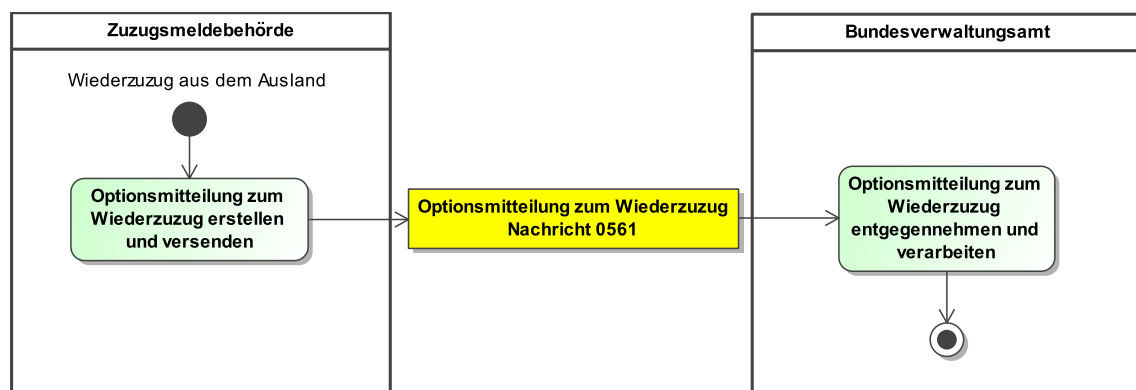 Zuzugsmeldebehörde
Bundesverwaltungsamt
Wiederzuzug aus dem Ausland
Optionsmitteilung zum
Wiederzuzug erstellen
und versenden
Optionsmitteilung zum Wiederzuzug
Nachricht 0561
Optionsmitteilung zum
Wiederzuzug
entgegennehmen und
verarbeiten